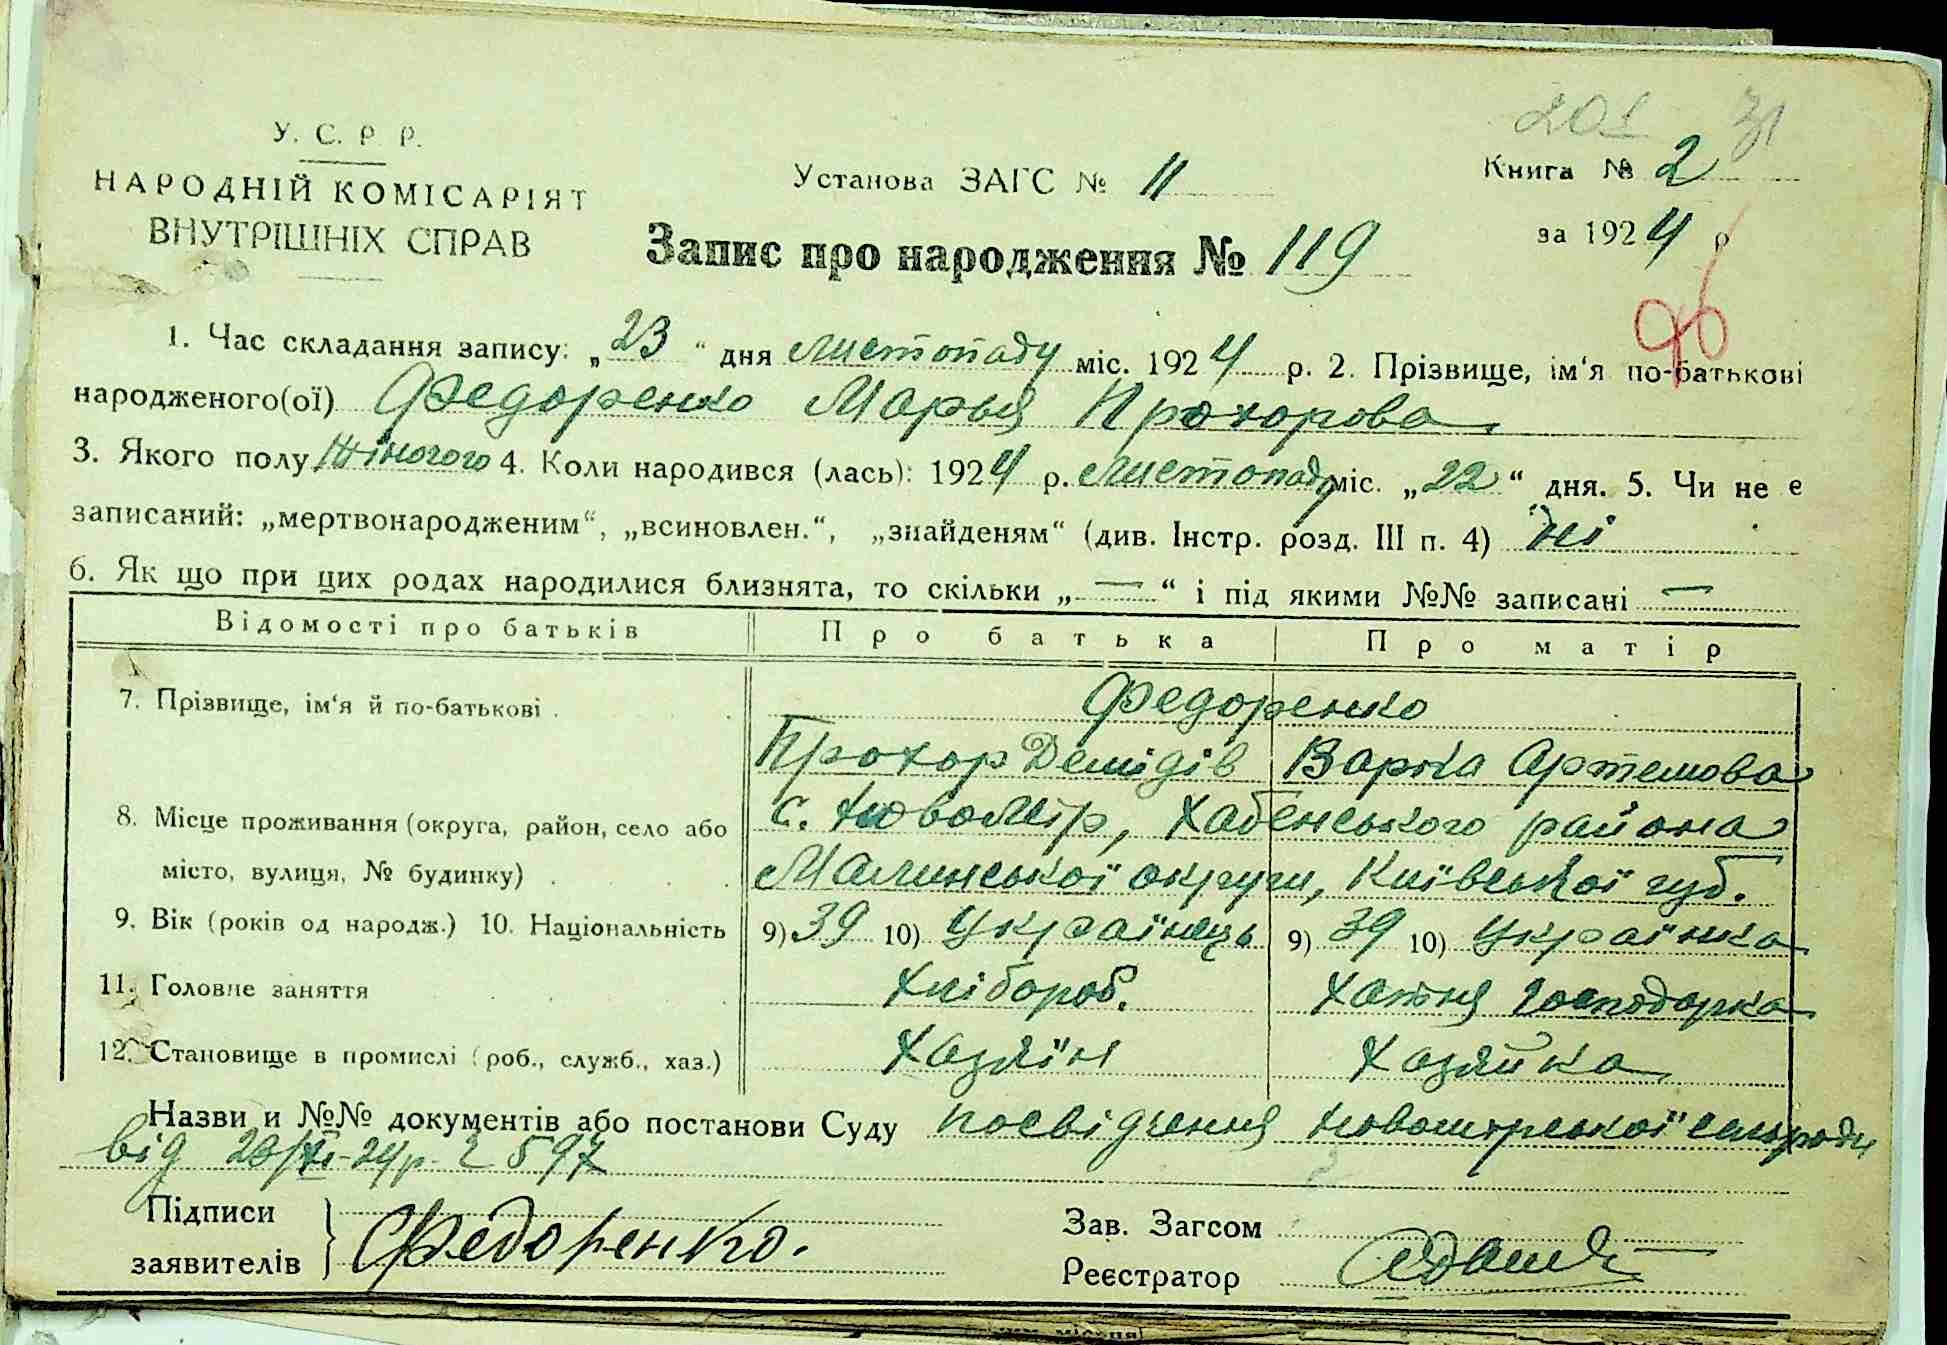 201 31
У. С. Р. Р.
НАРОДНІЙ КОМІСАРІЯТ
ВНУТРІШНІХ СПРАВ
Установа ЗАГС № 11
Книга № 2
за 1924 р
Запис про народження № 119
96
1. Час складання запису: „23“ дня листопаду міс. 1924 р. 2. Прізвище, ім'я по-батькові
народженого(ої) Федоренко Марья Прохорова
3. Якого полу жіночого 4. Коли народився (лась): 1924 р. листопаду міс. „22“ дня. 5. Чи не є
записаний: „мертвонародженим“, „всиновлен.“, „знайденям“ (див. Інстр. розд. III п. 4) ні
6. Як що при цих родах народилися близнята, то скільки „—“ і під якими №№ записані —
Відомості про батьків Про батька Про матір
7. Прізвище, ім'я й по-батькові . Федоренко
Прохор Демідів Варка Артемова
8. Місце проживання (округа, район, село або с. Новомір, Хабенського района
місто, вулиця, № будинку) . Малинської округи, Київської губ.
9. Вік (років од народж.) 10. Національність 9) 39 10) Українець 9) 39 10) Українка
11. Головне заняття Хлібороб. Хатня господарка
12. Становище в промислі (роб., служб., хаз.) Хазяїн Хазяйка
Назви и №№ документів або постанови Суду посвідчення Новомірської сільради
від 23/XI-24р. 597
Підписи
заявителів } Федоренко.
Зав. Загсом
Реєстратор